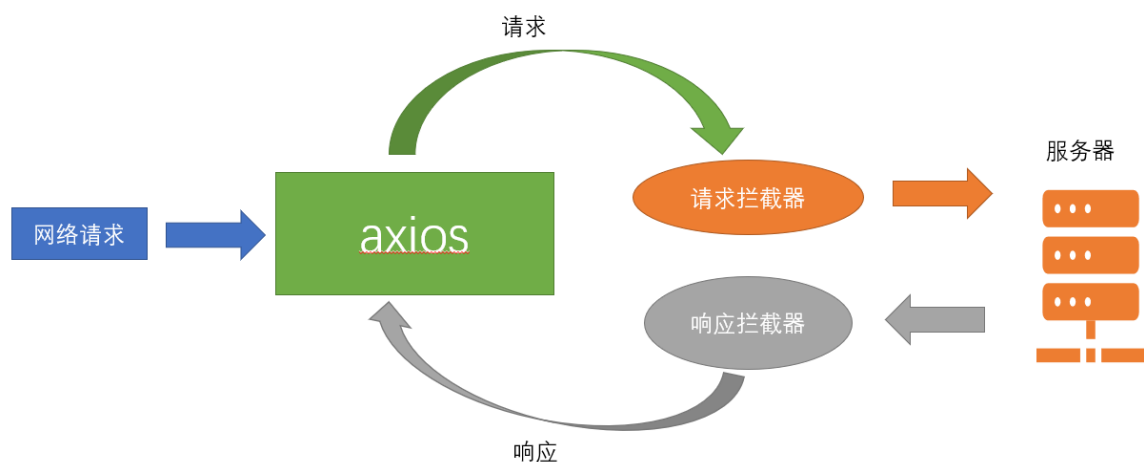 请求
服务器
请求拦截器
网络请求
axios
响应拦截器
响应